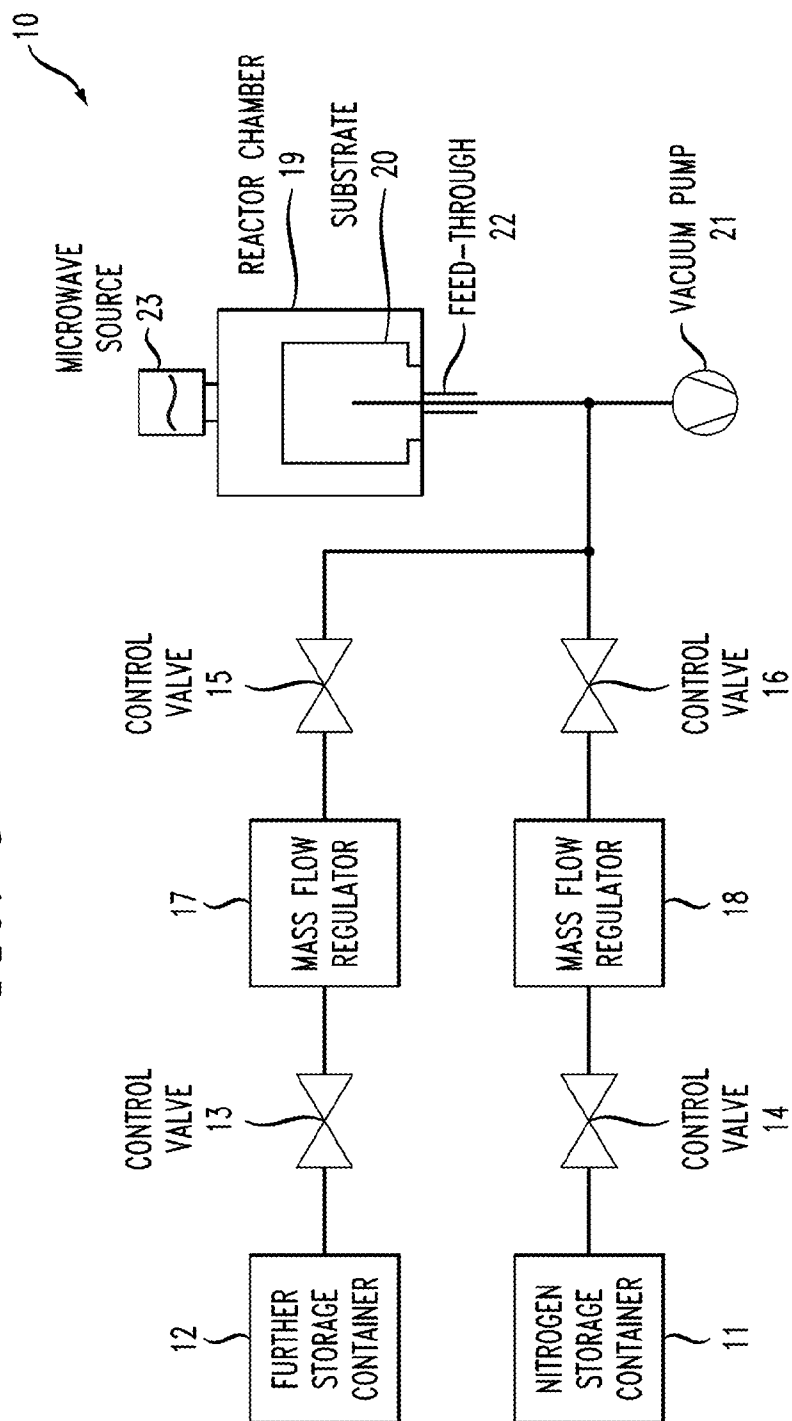 10
MICROWAVE
SOURCE
23
REACTOR CHAMBER
19
SUBSTRATE
20
FEED-THROUGH
22
VACUUM PUMP
21
CONTROL
VALVE
15
CONTROL
VALVE
16
17
MASS FLOW
REGULATOR
MASS FLOW
REGULATOR
18
CONTROL
VALVE
13
CONTROL
VALVE
14
12
FURTHER
STORAGE
CONTAINER
NITROGEN
STORAGE
CONTAINER
11